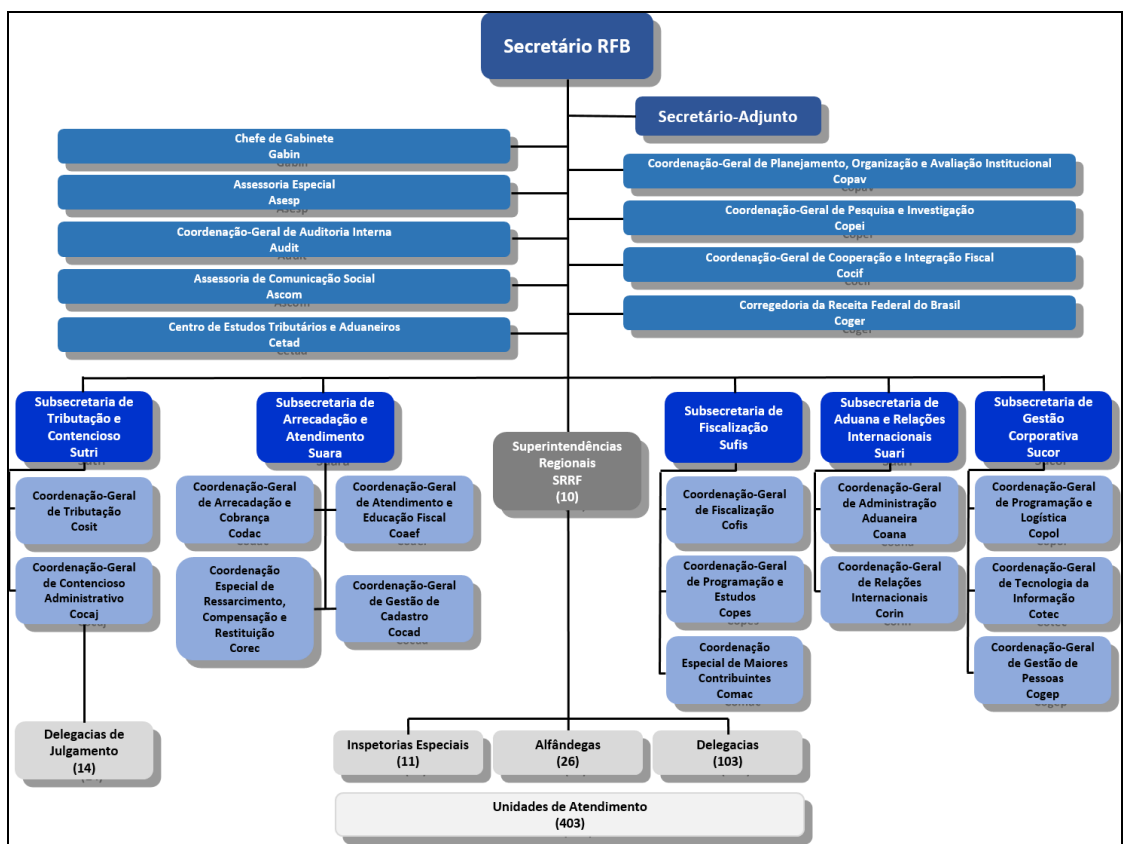 Secretário RFB
Secretário-Adjunto
Chefe de Gabinete
Gabin
Assessoria Especial
Asesp
Coordenação-Geral de Auditoria Interna
Audit
Assessoria de Comunicação Social
Ascom
Centro de Estudos Tributários e Aduaneiros
Cetad
Coordenação-Geral de Planejamento, Organização e Avaliação Institucional
Copav
Coordenação-Geral de Pesquisa e Investigação
Copei
Coordenação-Geral de Cooperação e Integração Fiscal
Cocif
Corregedoria da Receita Federal do Brasil
Coger
Subsecretaria de
Tributação e
Contencioso
Sutri
Coordenação-Geral
de Tributação
Cosit
Coordenação-Geral
de Contencioso
Administrativo
Cocaj
Delegacias de
Julgamento
(14)
Subsecretaria de
Arrecadação e
Atendimento
Suara
Coordenação-Geral
de Arrecadação e
Cobrança
Codac
Coordenação-Geral
de Atendimento e
Educação Fiscal
Coaef
Coordenação
Especial de
Ressarcimento,
Compensação e
Restituição
Corec
Coordenação-Geral
de Gestão de
Cadastro
Cocad
Superintendências
Regionais
SRRF
(10)
Subsecretaria de
Fiscalização
Sufis
Coordenação-Geral
de Fiscalização
Cofis
Coordenação-Geral
de Programação e
Estudos
Copes
Coordenação
Especial de Maiores
Contribuintes
Comac
Subsecretaria de
Aduana e Relações
Internacionais
Suari
Coordenação-Geral
de Administração
Aduaneira
Coana
Coordenação-Geral
de Relações
Internacionais
Corin
Subsecretaria de
Gestão
Corporativa
Sucor
Coordenação-Geral
de Programação e
Logística
Copol
Coordenação-Geral
de Tecnologia da
Informação
Cotec
Coordenação-Geral
de Gestão de
Pessoas
Cogep
Inspetorias Especiais
(11)
Alfândegas
(26)
Delegacias
(103)
Unidades de Atendimento
(403)